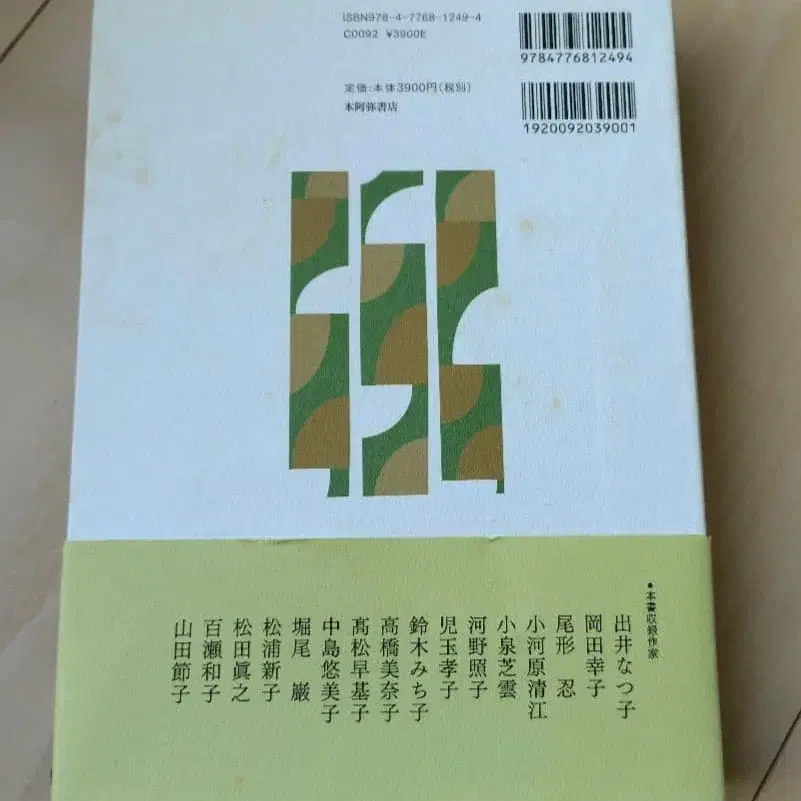 ISBN978-4-7768-1249-4
C0092 ¥3900E
定価:本体3900円(税別)
本阿弥書店
9784776812494
1920092039001
●本書収録作家
出井なつ子
岡田幸子
尾形 忍
小河原清江
小泉芝雲
河野照子
児玉孝子
鈴木みち子
高橋美奈子
髙松早基子
中島悠美子
堀尾 巌
松浦新子
松田眞之
百瀬和子
山田節子